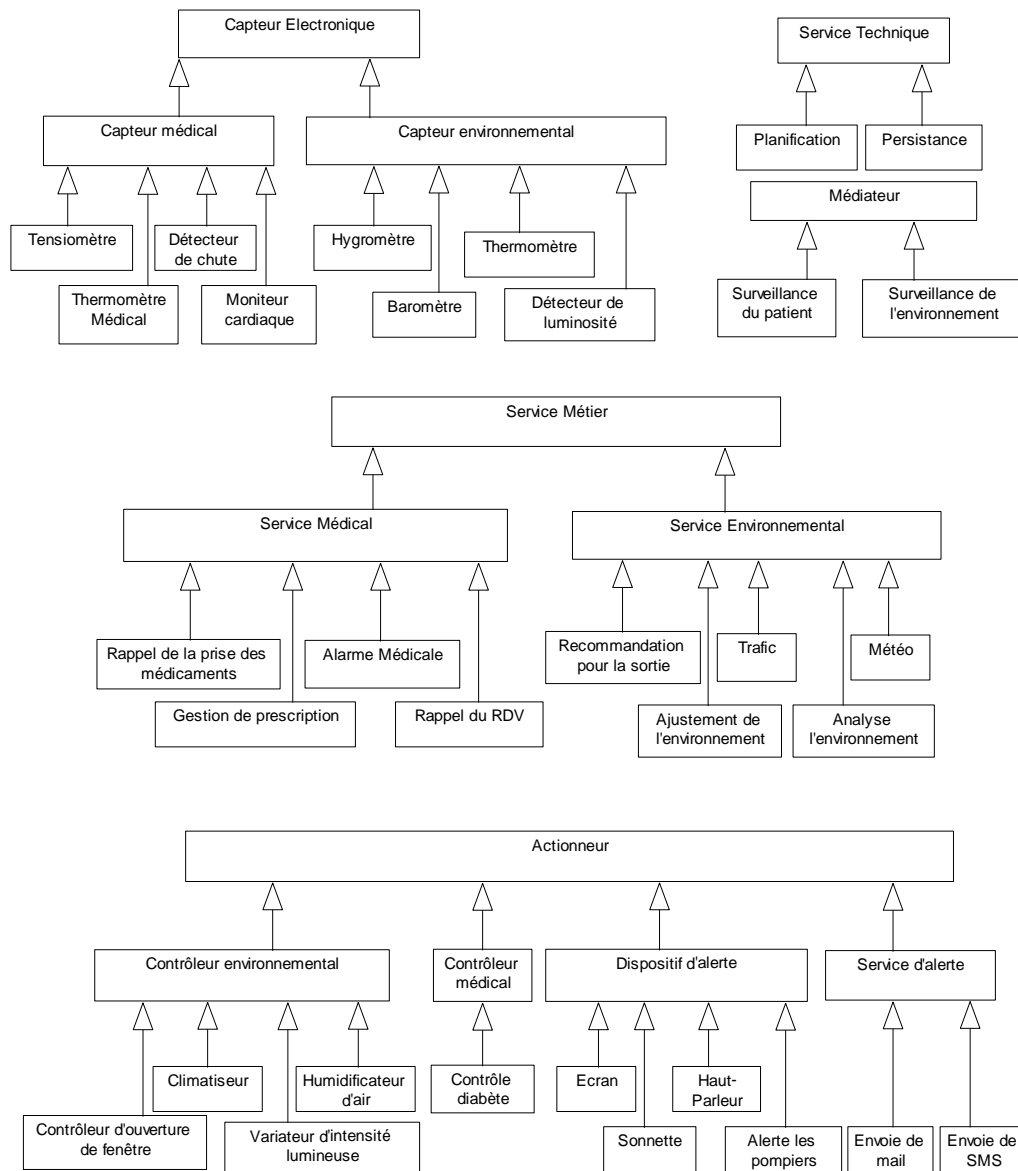 Capteur Electronique
Service Technique
Capteur médical
Capteur environnemental
Planification
Persistance
Médiateur
Tensiomètre
Détecteur
de chute
Hygromètre
Thermomètre
Thermomètre
Médical
Moniteur
cardiaque
Baromètre
Détecteur de
luminosité
Surveillance
du patient
Surveillance de
l'environnement
Service Métier
Service Médical
Service Environnemental
Rappel de la prise des
médicaments
Alarme Médicale
Recommandation
pour la sortie
Trafic
Météo
Gestion de prescription
Rappel du RDV
Ajustement de
l'environnement
Analyse
l'environnement
Actionneur
Contrôleur environnemental
Contrôleur
médical
Dispositif d'alerte
Service d'alerte
Climatiseur
Humidificateur
d'air
Contrôle
diabète
Ecran
Haut-
Parleur
Contrôleur d'ouverture
de fenêtre
Variateur d'intensité
lumineuse
Sonnette
Alerte les
pompiers
Envoie de
mail
Envoie de
SMS